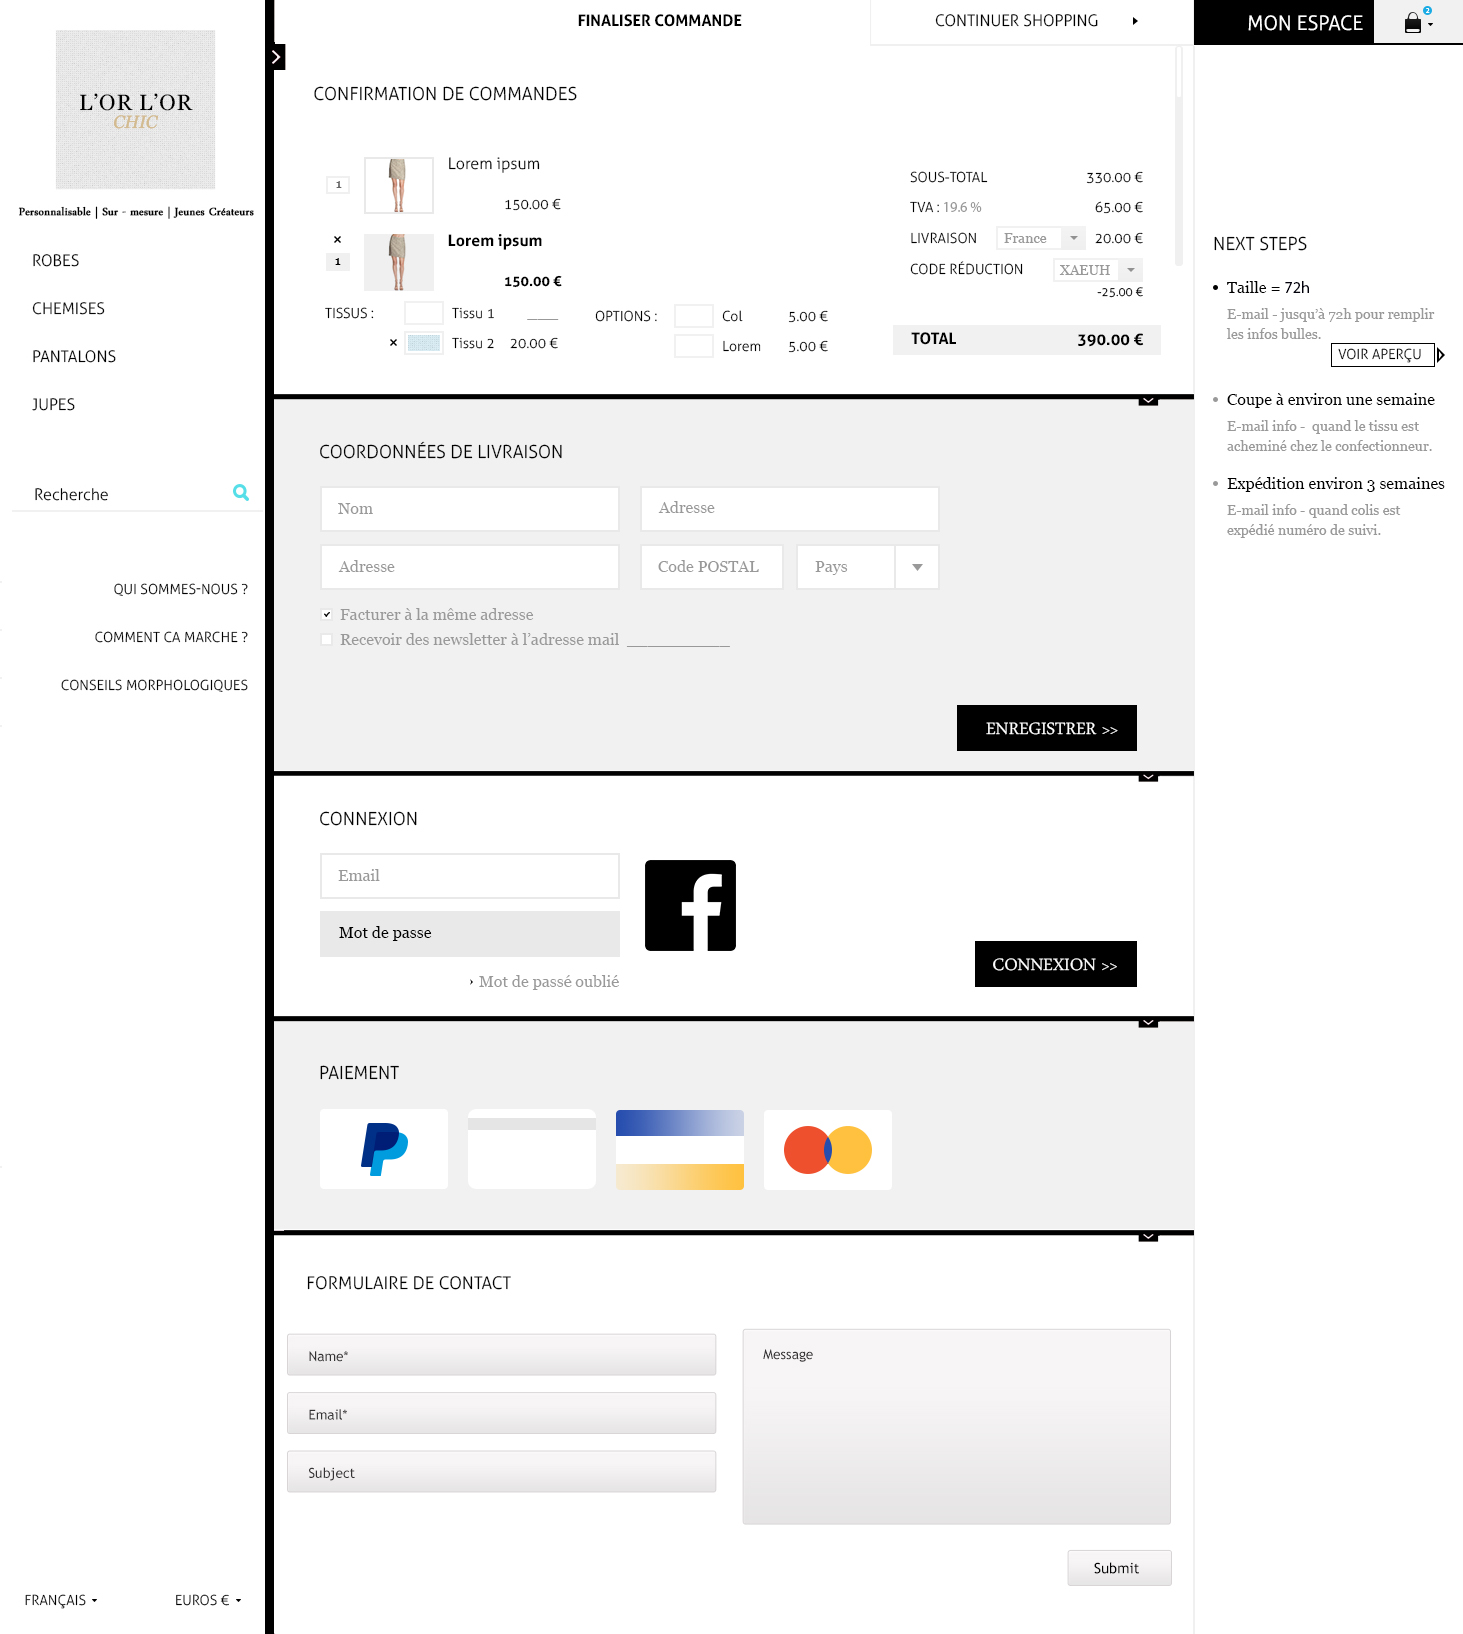 L'OR L'OR
CHIC
Personnalisable | Sur - mesure | Jeunes Créateurs
ROBES
CHEMISES
PANTALONS
JUPES
Recherche
QUI SOMMES-NOUS ?
COMMENT CA MARCHE ?
CONSEILS MORPHOLOGIQUES
FRANÇAIS
EUROS €
FINALISER COMMANDE
CONTINUER SHOPPING
MON ESPACE
2
CONFIRMATION DE COMMANDES
1
Lorem ipsum
150.00 €
×
1
Lorem ipsum
150.00 €
TISSUS :
Tissu 1 ____
× Tissu 2 20.00 €
OPTIONS :
Col 5.00 €
Lorem 5.00 €
SOUS-TOTAL 330.00 €
TVA : 19.6 % 65.00 €
LIVRAISON France 20.00 €
CODE RÉDUCTION XAEUH
-25.00 €
TOTAL 390.00 €
COORDONNÉES DE LIVRAISON
Nom
Adresse
Adresse
Code POSTAL
Pays
Facturer à la même adresse
Recevoir des newsletter à l'adresse mail ____________
ENREGISTRER >>
CONNEXION
Email
Mot de passe
› Mot de passé oublié
f
CONNEXION >>
PAIEMENT
P
FORMULAIRE DE CONTACT
Name*
Email*
Subject
Message
Submit
NEXT STEPS
• Taille = 72h
E-mail - jusqu'à 72h pour remplir
les infos bulles.
VOIR APERÇU
• Coupe à environ une semaine
E-mail info - quand le tissu est
acheminé chez le confectionneur.
• Expédition environ 3 semaines
E-mail info - quand colis est
expédié numéro de suivi.